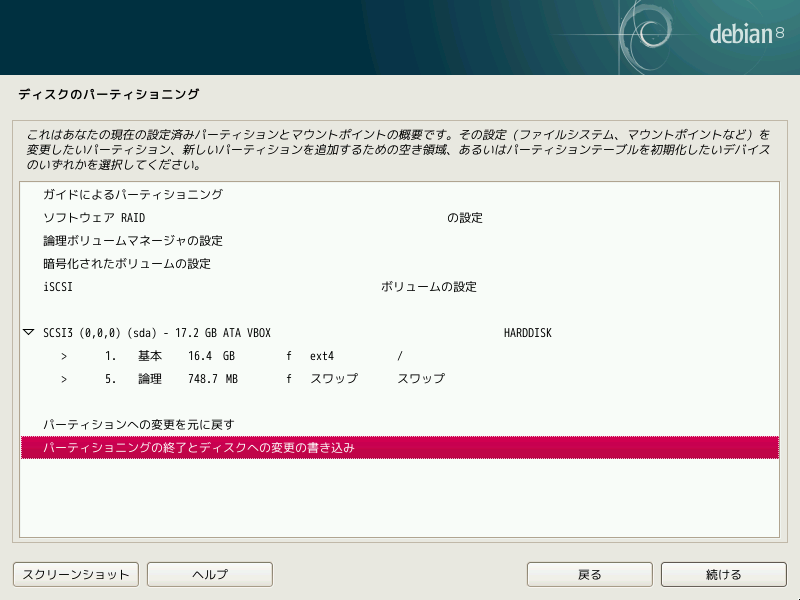 debian 8
ディスクのパーティショニング
これはあなたの現在の設定済みパーティションとマウントポイントの概要です。その設定（ファイルシステム、マウントポイントなど）を
変更したいパーティション、新しいパーティションを追加するための空き領域、あるいはパーティションテーブルを初期化したいデバイス
のいずれかを選択してください。
ガイドによるパーティショニング
ソフトウェア RAID の設定
論理ボリュームマネージャの設定
暗号化されたボリュームの設定
iSCSI ボリュームの設定
SCSI3 (0,0,0) (sda) - 17.2 GB ATA VBOX HARDDISK
> 1. 基本 16.4 GB f ext4 /
> 5. 論理 748.7 MB f スワップ スワップ
パーティションへの変更を元に戻す
パーティショニングの終了とディスクへの変更の書き込み
スクリーンショット ヘルプ 戻る 続ける